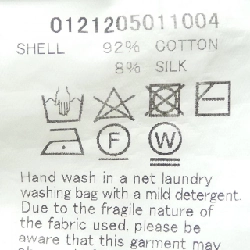 0121205011004
SHELL 92% COTTON
8% SILK
F W
Hand wash in a net laundry
washing bag with a mild detergent.
Due to the fragile nature of
the fabric used, please be
aware that this garment may